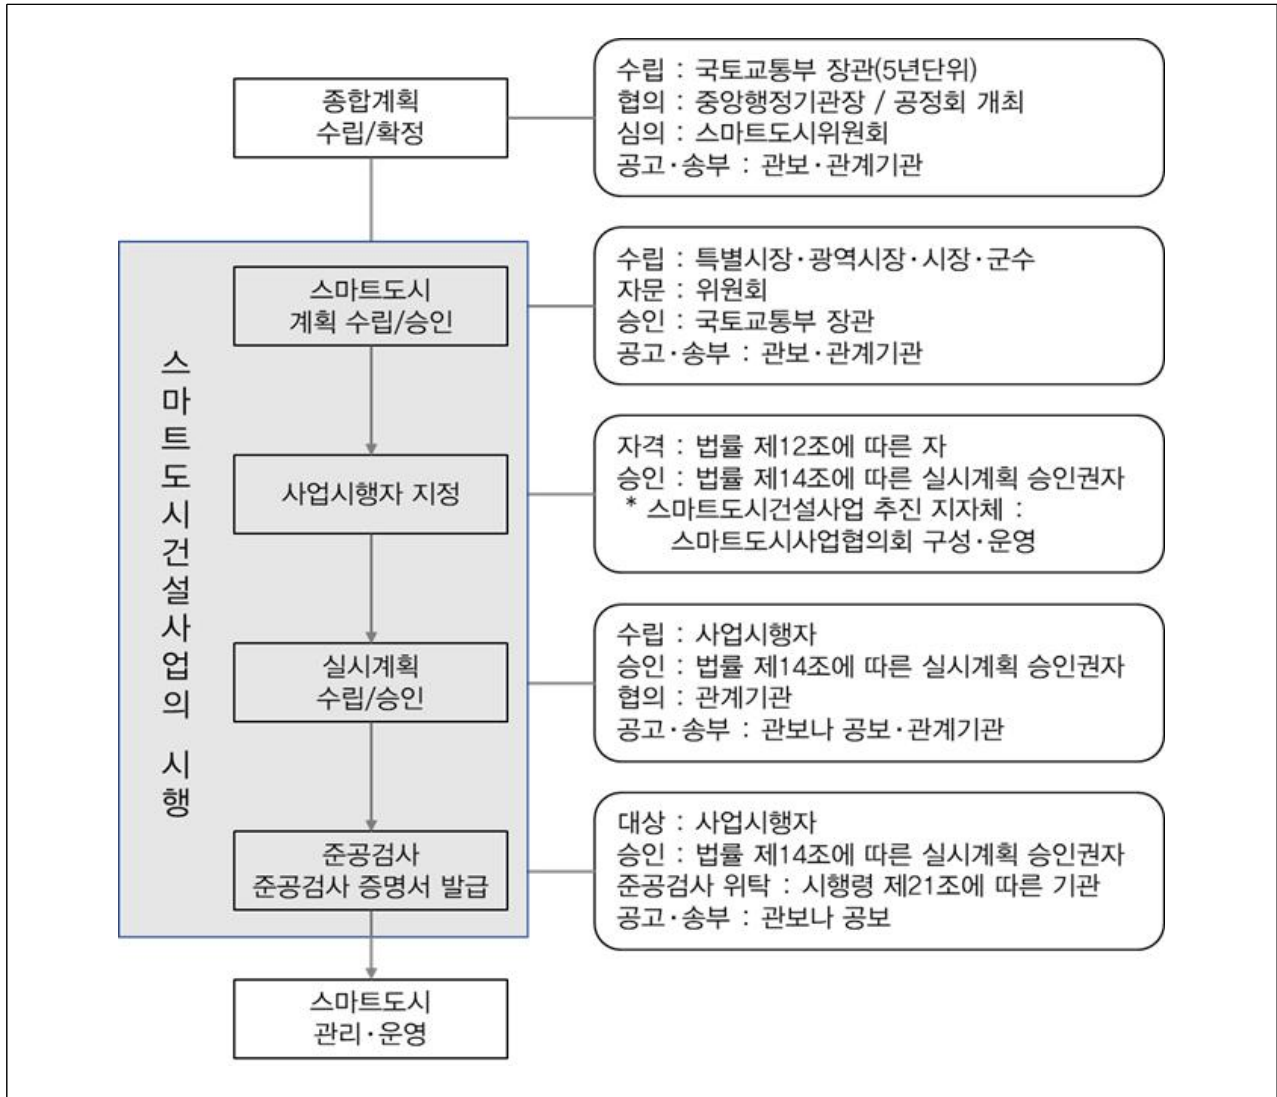 종합계획
수립/확정
수립 : 국토교통부 장관(5년단위)
협의 : 중앙행정기관장 / 공정회 개최
심의 : 스마트도시위원회
공고·송부 : 관보·관계기관
스마트도시건설사업의 시행
스마트도시
계획 수립/승인
수립 : 특별시장·광역시장·시장·군수
자문 : 위원회
승인 : 국토교통부 장관
공고·송부 : 관보·관계기관
사업시행자 지정
자격 : 법률 제12조에 따른 자
승인 : 법률 제14조에 따른 실시계획 승인권자
* 스마트도시건설사업 추진 지자체 :
스마트도시사업협의회 구성·운영
실시계획
수립/승인
수립 : 사업시행자
승인 : 법률 제14조에 따른 실시계획 승인권자
협의 : 관계기관
공고·송부 : 관보나 공보·관계기관
준공검사
준공검사 증명서 발급
대상 : 사업시행자
승인 : 법률 제14조에 따른 실시계획 승인권자
준공검사 위탁 : 시행령 제21조에 따른 기관
공고·송부 : 관보나 공보
스마트도시
관리·운영